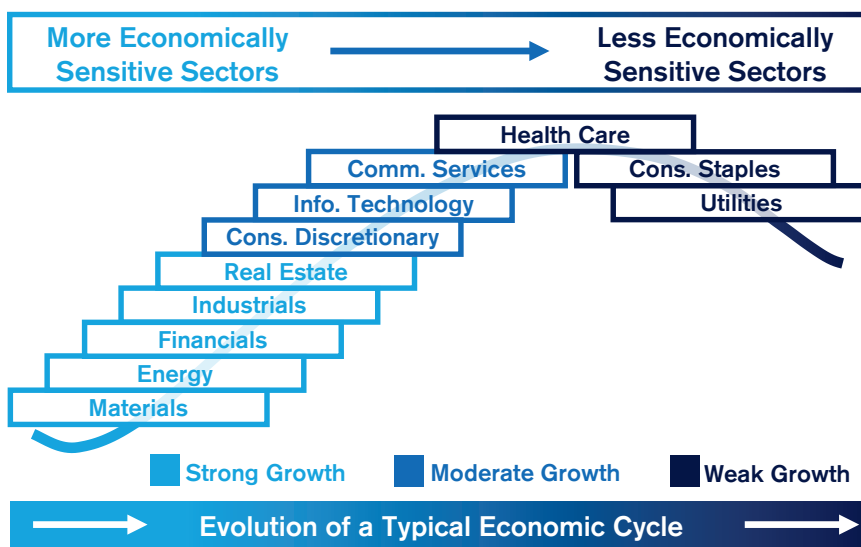 More Economically
Sensitive Sectors
Less Economically
Sensitive Sectors
Health Care
Comm. Services
Cons. Staples
Info. Technology
Utilities
Cons. Discretionary
Real Estate
Industrials
Financials
Energy
Materials
Strong Growth
Moderate Growth
Weak Growth
Evolution of a Typical Economic Cycle